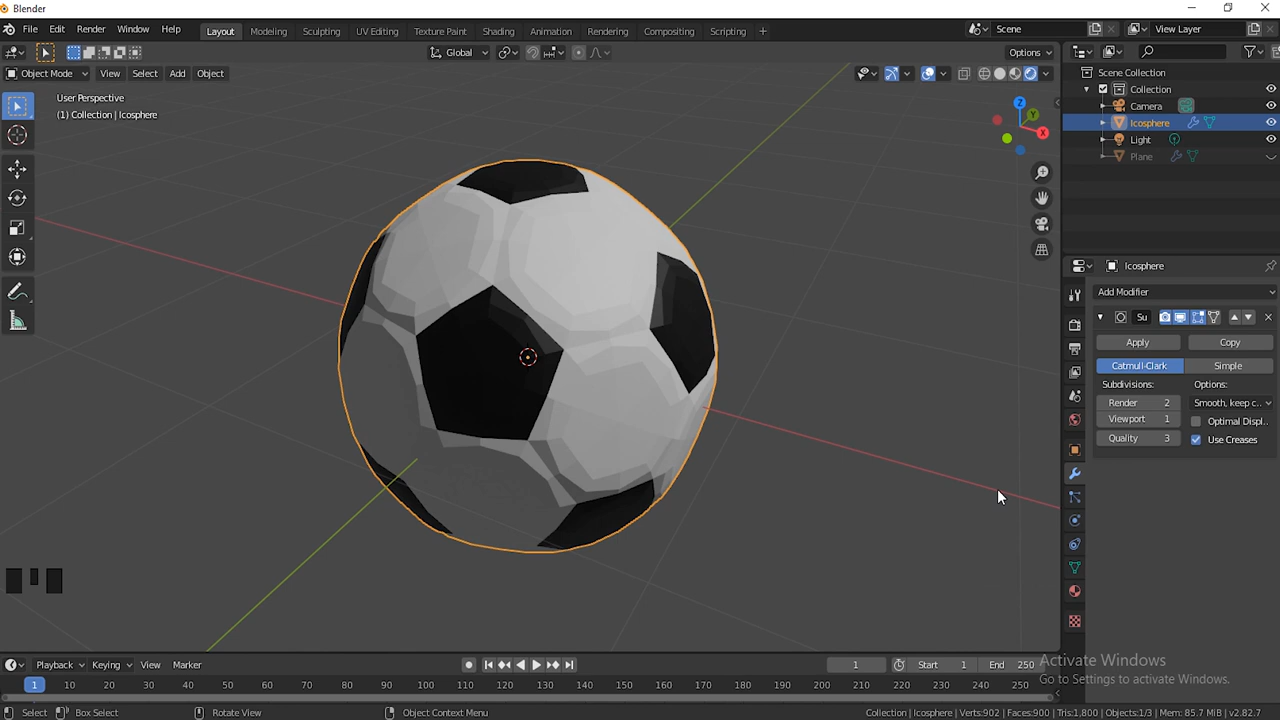 Blender
File Edit Render Window Help
Layout Modeling Sculpting UV Editing Texture Paint Shading Animation Rendering Compositing Scripting +
Scene
View Layer
Global
Options
Object Mode View Select Add Object
User Perspective
(1) Collection | Icosphere
Z
Y
X
Scene Collection
Collection
Camera
Icosphere
Light
Plane
Icosphere
Add Modifier
Su
Apply Copy
Catmull-Clark Simple
Subdivisions: Options:
Render 2 Smooth, keep c..
Viewport 1 Optimal Displ..
Quality 3 Use Creases
Playback Keying View Marker
1 Start 1 End 250
1 10 20 30 40 50 60 70 80 90 100 110 120 130 140 150 160 170 180 190 200 210 220 230 240 250
Activate Windows
Go to Settings to activate Windows.
Select Box Select Rotate View Object Context Menu
Collection | Icosphere | Verts:902 | Faces:900 | Tris:1,800 | Objects:1/3 | Mem: 85.7 MiB | v2.82.7